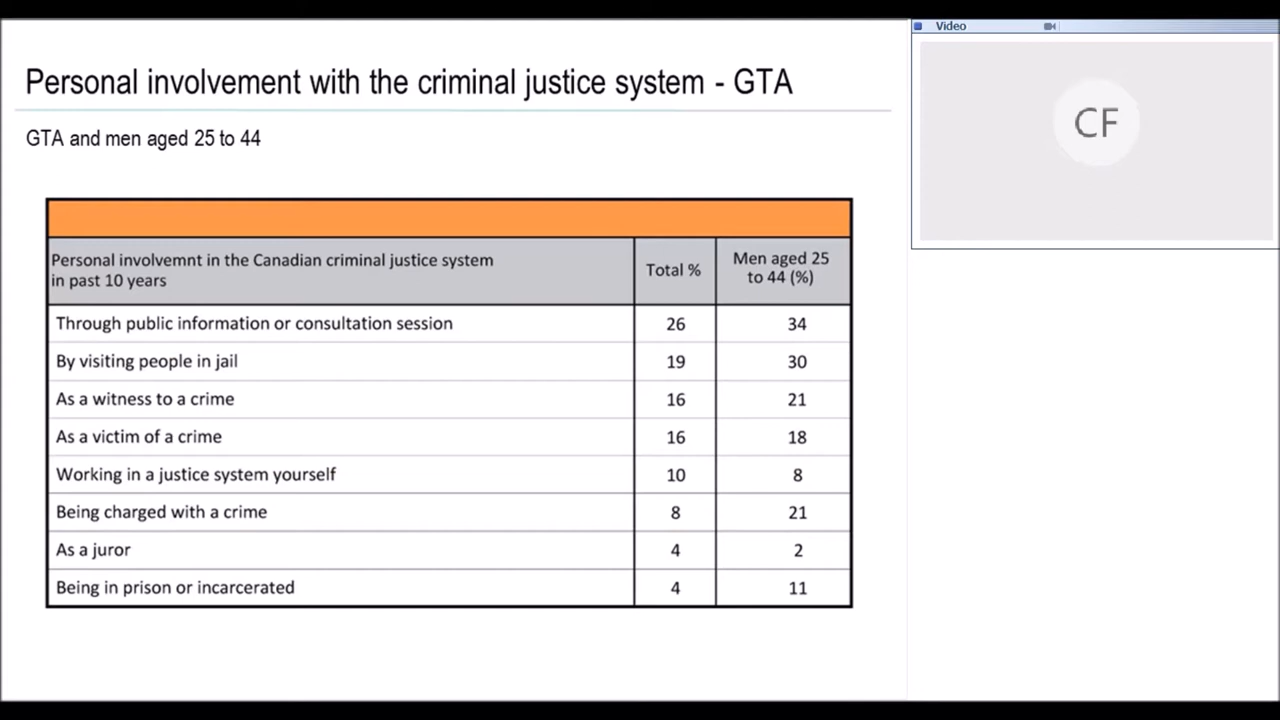 Personal involvement with the criminal justice system - GTA
GTA and men aged 25 to 44
Personal involvemnt in the Canadian criminal justice system
in past 10 years
Total %
Men aged 25
to 44 (%)
Through public information or consultation session 26 34
By visiting people in jail 19 30
As a witness to a crime 16 21
As a victim of a crime 16 18
Working in a justice system yourself 10 8
Being charged with a crime 8 21
As a juror 4 2
Being in prison or incarcerated 4 11
Video
CF